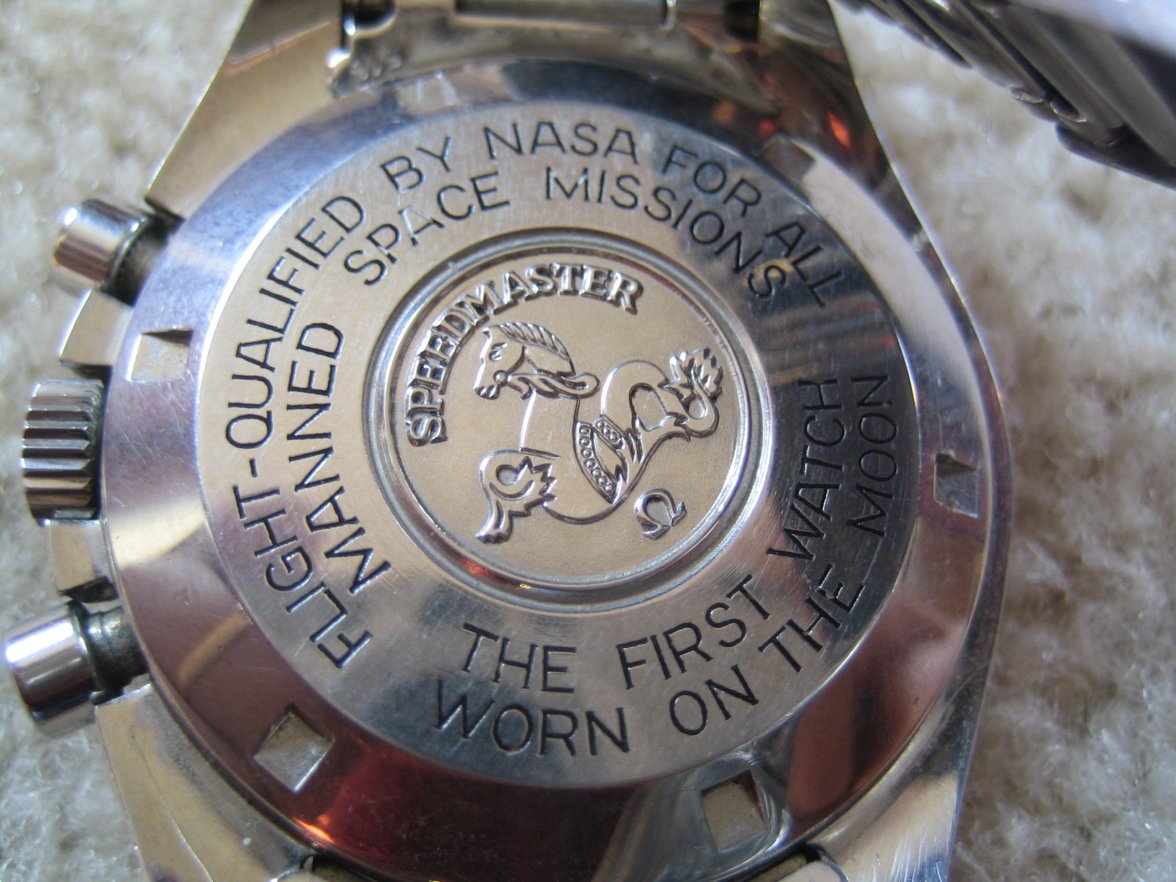 FLIGHT-QUALIFIED BY NASA FOR ALL
MANNED SPACE MISSIONS
SPEEDMASTER
Ω
THE FIRST WATCH
WORN ON THE MOON